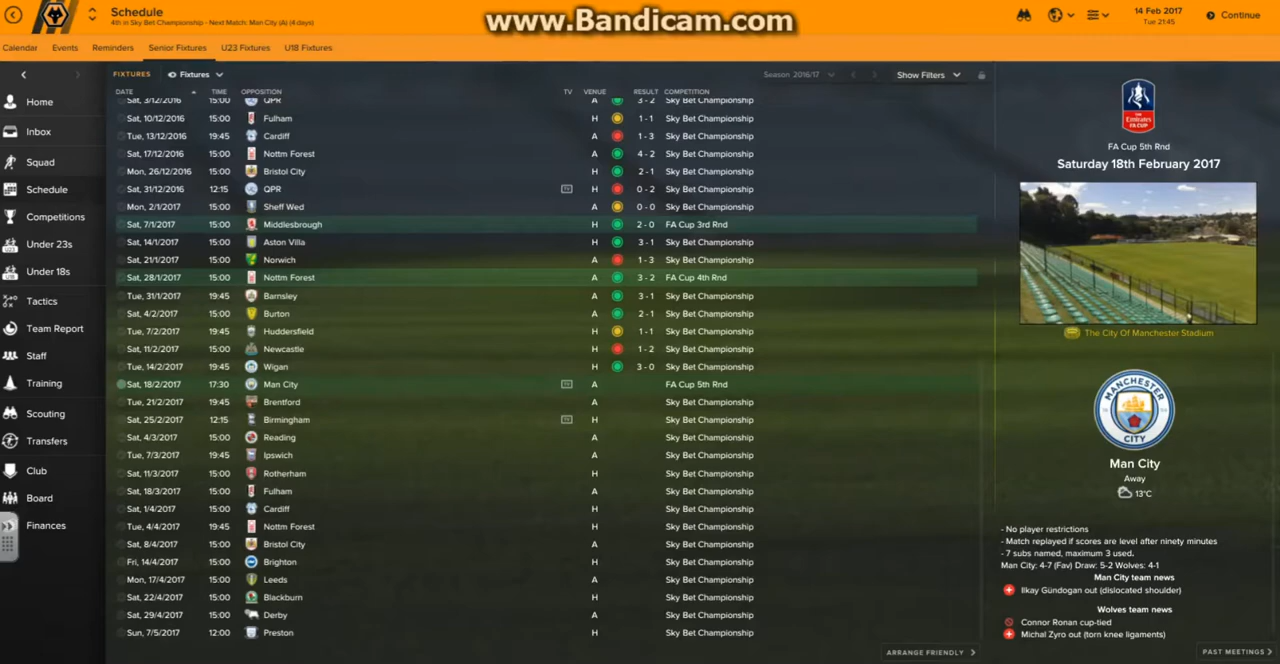 Schedule
4th in Sky Bet Championship - Next Match: Man City (A) (4 days)
www.Bandicam.com
14 Feb 2017
Tue 21:45
Continue
Calendar Events Reminders Senior Fixtures U23 Fixtures U18 Fixtures
FIXTURES Fixtures Season 2016/17 Show Filters
DATE TIME OPPOSITION TV VENUE RESULT COMPETITION
Sat, 3/12/2016 15:00 QPR A 3 - 2 Sky Bet Championship
Sat, 10/12/2016 15:00 Fulham H 1 - 1 Sky Bet Championship
Tue, 13/12/2016 19:45 Cardiff A 1 - 3 Sky Bet Championship
Sat, 17/12/2016 15:00 Nottm Forest A 4 - 2 Sky Bet Championship
Mon, 26/12/2016 15:00 Bristol City H 2 - 1 Sky Bet Championship
Sat, 31/12/2016 12:15 QPR H 0 - 2 Sky Bet Championship
Mon, 2/1/2017 15:00 Sheff Wed A 0 - 0 Sky Bet Championship
Sat, 7/1/2017 15:00 Middlesbrough H 2 - 0 FA Cup 3rd Rnd
Sat, 14/1/2017 15:00 Aston Villa H 3 - 1 Sky Bet Championship
Sat, 21/1/2017 15:00 Norwich A 1 - 3 Sky Bet Championship
Sat, 28/1/2017 15:00 Nottm Forest A 3 - 2 FA Cup 4th Rnd
Tue, 31/1/2017 19:45 Barnsley A 3 - 1 Sky Bet Championship
Sat, 4/2/2017 15:00 Burton A 2 - 1 Sky Bet Championship
Tue, 7/2/2017 19:45 Huddersfield H 1 - 1 Sky Bet Championship
Sat, 11/2/2017 15:00 Newcastle H 1 - 2 Sky Bet Championship
Tue, 14/2/2017 19:45 Wigan H 3 - 0 Sky Bet Championship
Sat, 18/2/2017 17:30 Man City A FA Cup 5th Rnd
Tue, 21/2/2017 19:45 Brentford A Sky Bet Championship
Sat, 25/2/2017 12:15 Birmingham H Sky Bet Championship
Sat, 4/3/2017 15:00 Reading A Sky Bet Championship
Tue, 7/3/2017 19:45 Ipswich A Sky Bet Championship
Sat, 11/3/2017 15:00 Rotherham H Sky Bet Championship
Sat, 18/3/2017 15:00 Fulham A Sky Bet Championship
Sat, 1/4/2017 15:00 Cardiff H Sky Bet Championship
Tue, 4/4/2017 19:45 Nottm Forest H Sky Bet Championship
Sat, 8/4/2017 15:00 Bristol City A Sky Bet Championship
Fri, 14/4/2017 15:00 Brighton H Sky Bet Championship
Mon, 17/4/2017 15:00 Leeds A Sky Bet Championship
Sat, 22/4/2017 15:00 Blackburn H Sky Bet Championship
Sat, 29/4/2017 15:00 Derby A Sky Bet Championship
Sun, 7/5/2017 12:00 Preston H Sky Bet Championship
ARRANGE FRIENDLY
Home
Inbox
Squad
Schedule
Competitions
Under 23s
Under 18s
Tactics
Team Report
Staff
Training
Scouting
Transfers
Club
Board
Finances
Emirates
FA CUP
FA Cup 5th Rnd
Saturday 18th February 2017
The City Of Manchester Stadium
MANCHESTER
CITY
Man City
Away
13°C
- No player restrictions
- Match replayed if scores are level after ninety minutes
- 7 subs named, maximum 3 used.
Man City: 4-7 (Fav) Draw: 5-2 Wolves: 4-1
Man City team news
Ilkay Gündogan out (dislocated shoulder)
Wolves team news
Connor Ronan cup-tied
Michal Zyro out (torn knee ligaments)
PAST MEETINGS